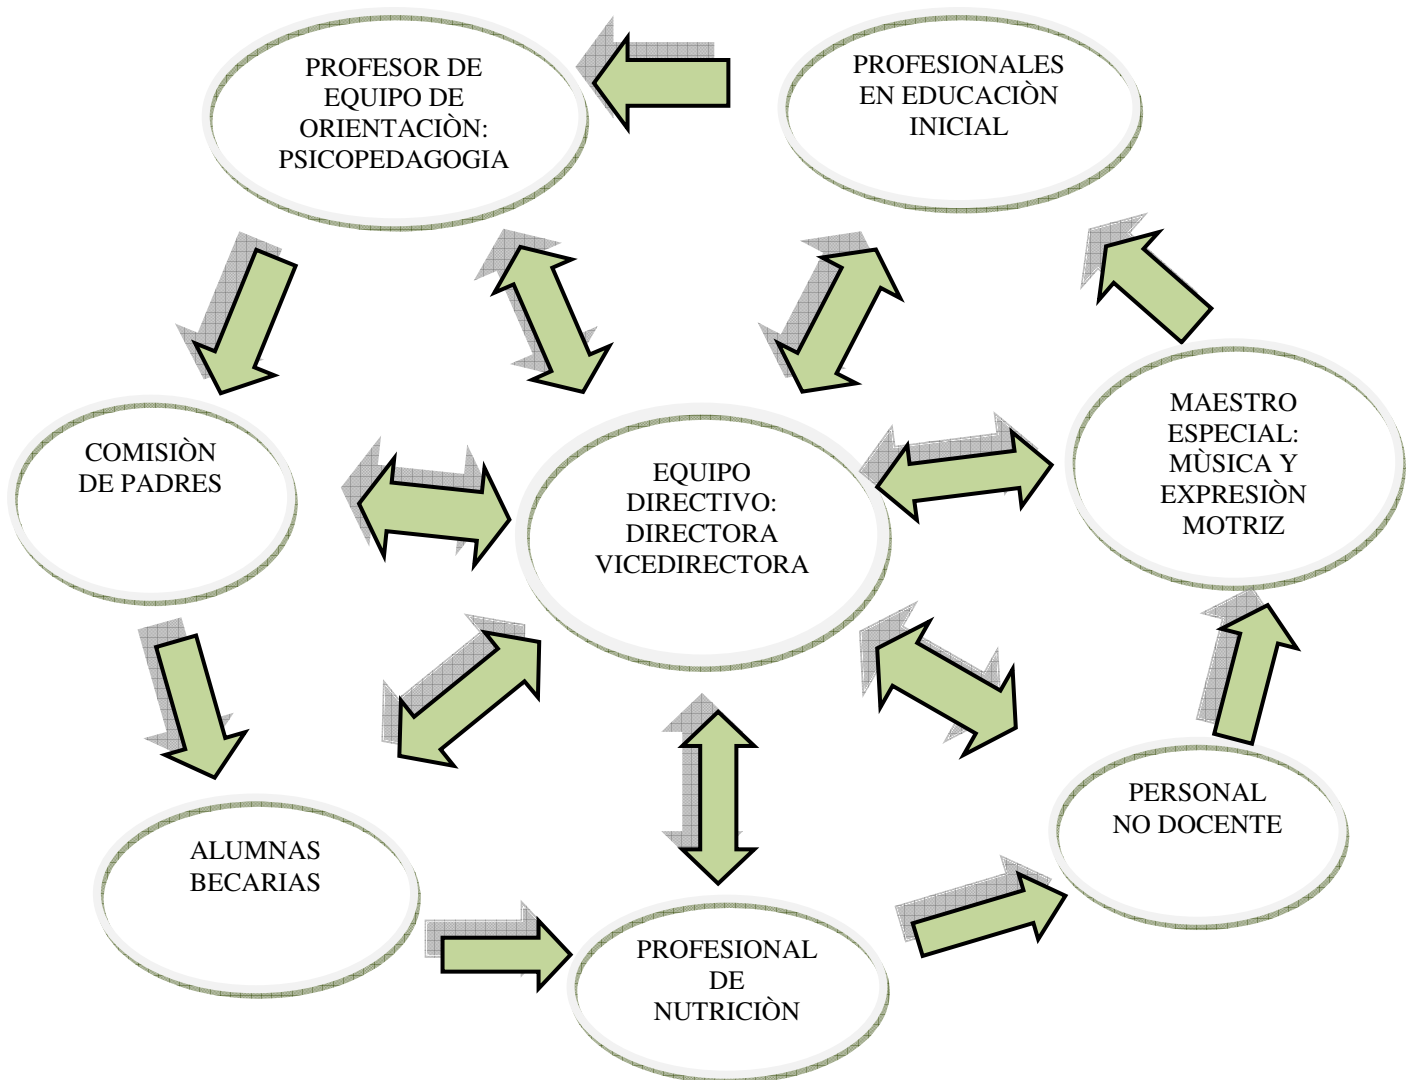 PROFESOR DE
EQUIPO DE
ORIENTACIÒN:
PSICOPEDAGOGIA
PROFESIONALES
EN EDUCACIÒN
INICIAL
COMISIÒN
DE PADRES
EQUIPO
DIRECTIVO:
DIRECTORA
VICEDIRECTORA
MAESTRO
ESPECIAL:
MÙSICA Y
EXPRESIÒN
MOTRIZ
ALUMNAS
BECARIAS
PROFESIONAL
DE
NUTRICIÒN
PERSONAL
NO DOCENTE